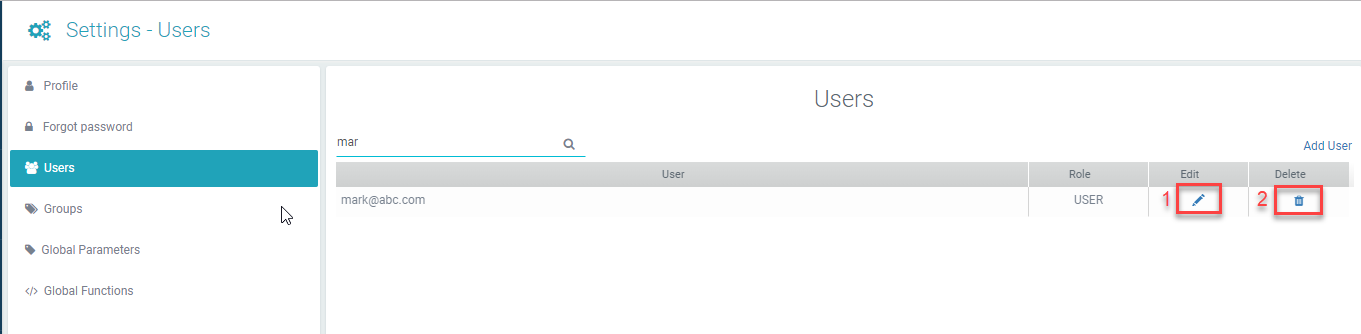 Settings - Users
Profile
Forgot password
Users
Groups
Global Parameters
Global Functions
Users
mar
Add User
User Role Edit Delete
mark@abc.com USER 1 2